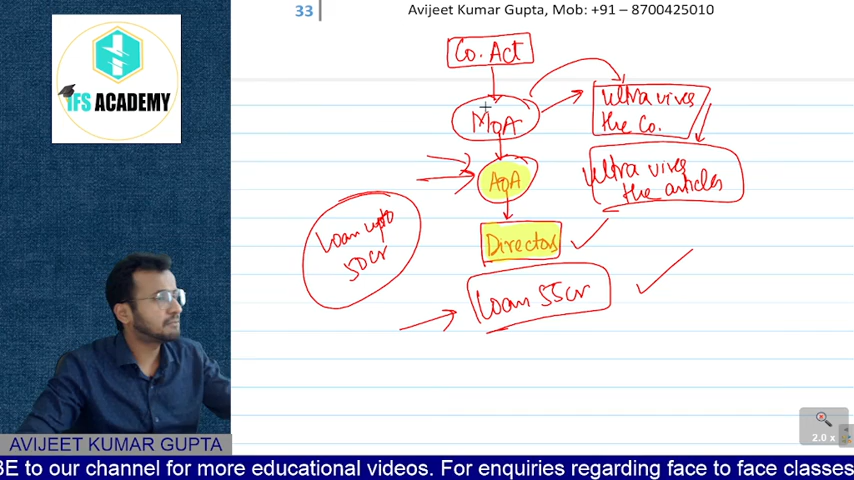 33
Avijeet Kumar Gupta, Mob: +91 – 8700425010
IFS ACADEMY
Co. Act
MoA
ultra vires
the Co.
AoA
ultra vires
the articles
Loan upto
50cr
Directors
Loan 55cr
2.0 x
AVIJEET KUMAR GUPTA
BE to our channel for more educational videos. For enquiries regarding face to face classes